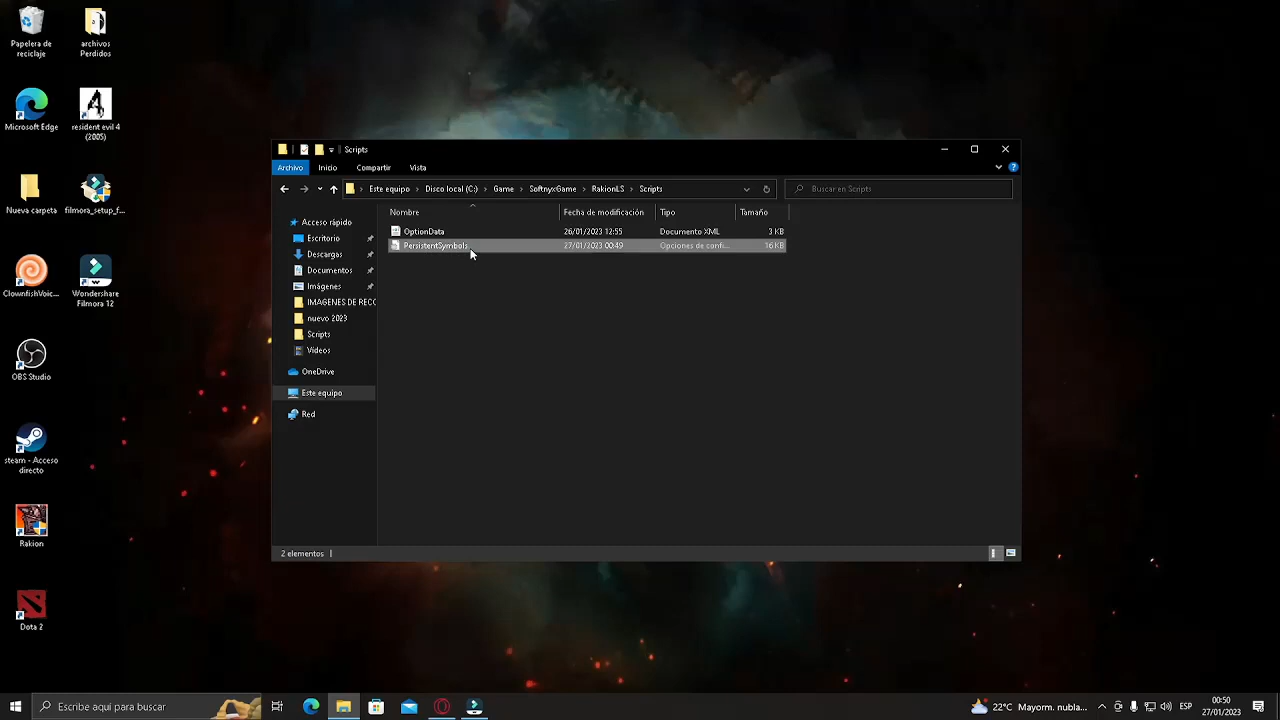 Papelera de
reciclaje
archivos
Perdidos
Microsoft Edge
resident evil 4
(2005)
Nueva carpeta
filmora_setup_f...
ClownfishVoic...
Wondershare
Filmora 12
OBS Studio
steam - Acceso
directo
Rakion
Dota 2
Scripts
Archivo Inicio Compartir Vista
Este equipo Disco local (C:) Game SoftnyxGame RakionLS Scripts
Buscar en Scripts
Nombre Fecha de modificación Tipo Tamaño
OptionData 26/01/2023 12:55 Documento XML 3 KB
PersistentSymbols 27/01/2023 00:49 Opciones de confi... 16 KB
Acceso rápido
Escritorio
Descargas
Documentos
Imágenes
IMAGENES DE RECO
nuevo 2023
Scripts
Vídeos
OneDrive
Este equipo
Red
2 elementos
Escribe aquí para buscar
22°C Mayorm. nubla...
ESP
00:50
27/01/2023